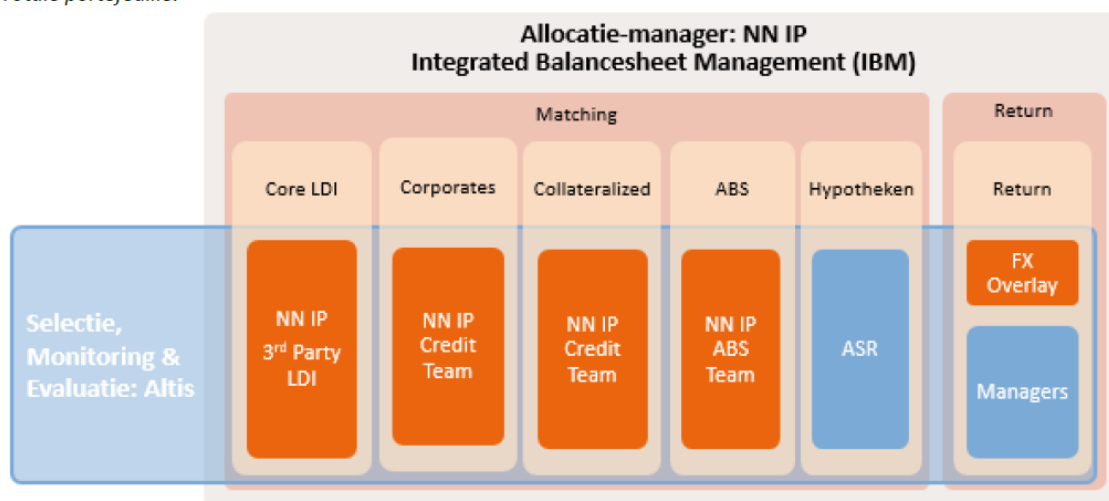 Allocatie-manager: NN IP
Integrated Balancesheet Management (IBM)
Matching
Return
Core LDI
Corporates
Collateralized
ABS
Hypotheken
Return
Selectie,
Monitoring &
Evaluatie: Altis
NN IP
3rd Party
LDI
NN IP
Credit
Team
NN IP
Credit
Team
NN IP
ABS
Team
ASR
FX
Overlay
Managers